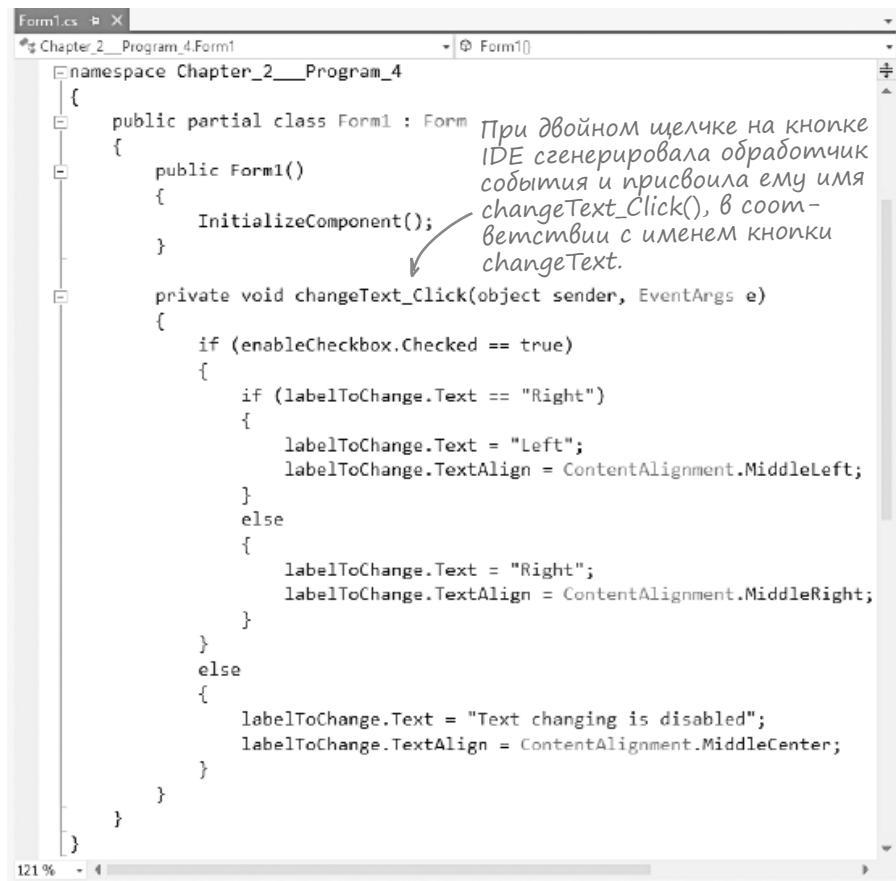 Form1.cs
Chapter_2__Program_4.Form1 Form1()
namespace Chapter_2___Program_4
{
public partial class Form1 : Form
{
public Form1()
{
InitializeComponent();
}
При двойном щелчке на кнопке
IDE сгенерировала обработчик
события и присвоила ему имя
changeText_Click(), в соот-
ветствии с именем кнопки
changeText.
private void changeText_Click(object sender, EventArgs e)
{
if (enableCheckbox.Checked == true)
{
if (labelToChange.Text == "Right")
{
labelToChange.Text = "Left";
labelToChange.TextAlign = ContentAlignment.MiddleLeft;
}
else
{
labelToChange.Text = "Right";
labelToChange.TextAlign = ContentAlignment.MiddleRight;
}
}
else
{
labelToChange.Text = "Text changing is disabled";
labelToChange.TextAlign = ContentAlignment.MiddleCenter;
}
}
}
}
121 %